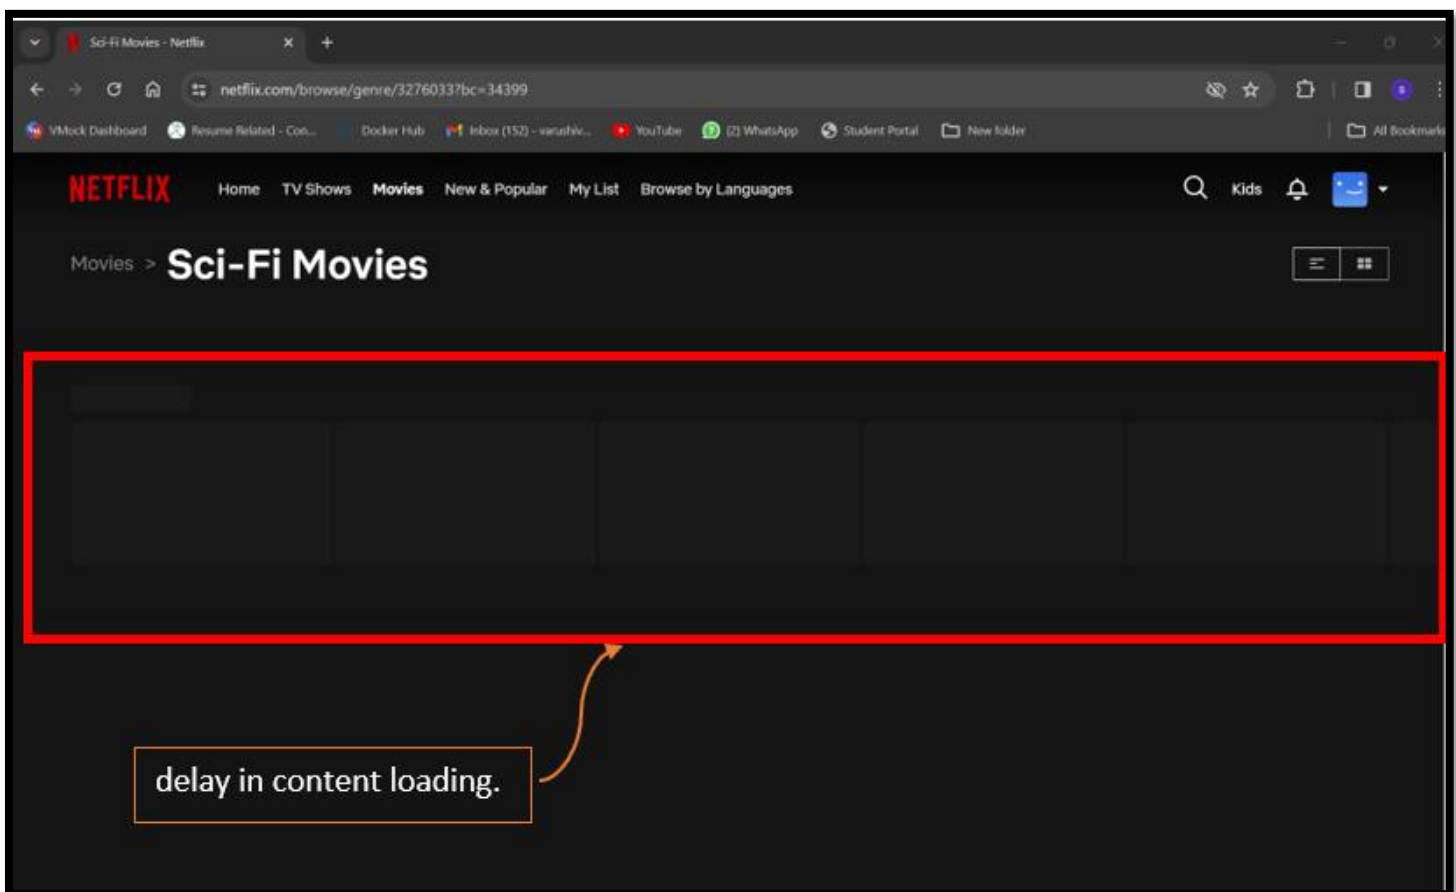 Sci-Fi Movies - Netflix
netflix.com/browse/genre/3276033?bc=34399
VMock Dashboard Resume Related - Con... Docker Hub Inbox (152) - varushiv... YouTube (2) WhatsApp Student Portal New folder All Bookmarks
NETFLIX Home TV Shows Movies New & Popular My List Browse by Languages Kids
Movies > Sci-Fi Movies
delay in content loading.